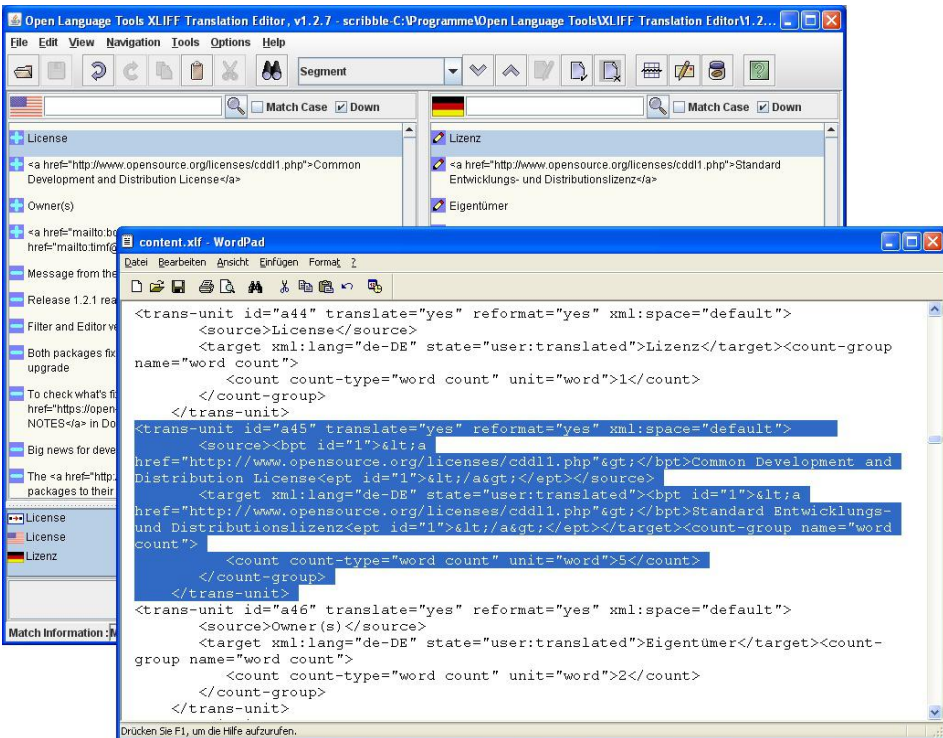 Open Language Tools XLIFF Translation Editor , v1.2.7 - scribble-C:\Programme\Open Language Tools\XLIFF Translation Editor\1.2...
File Edit View Navigation Tools Options Help
Segment
Match Case Down
Match Case Down
License
Lizenz
<a href="http://www.opensource.org/licenses/cddl1.php">Common
Development and Distribution License</a>
<a href="http://www.opensource.org/licenses/cddl1.php">Standard
Entwicklungs- und Distributionslizenz</a>
Owner(s)
Eigentümer
<a href="mailto:bo
href="mailto:timf@
Message from the
Release 1.2.1 rea
Filter and Editor ve
Both packages fix
upgrade
To check what's fi
href="https://open-
NOTES</a> in Do
Big news for deve
The <a href="http:
packages to their
License
License
Lizenz
Match Information :
content.xlf - WordPad
Datei Bearbeiten Ansicht Einfügen Format ?
<trans-unit id="a44" translate="yes" reformat="yes" xml:space="default">
<source>License</source>
<target xml:lang="de-DE" state="user:translated">Lizenz</target><count-group
name="word count">
<count count-type="word count" unit="word">1</count>
</count-group>
</trans-unit>
<trans-unit id="a45" translate="yes" reformat="yes" xml:space="default">
<source><bpt id="1">&lt;a
href="http://www.opensource.org/licenses/cddl1.php"&gt;</bpt>Common Development and
Distribution License<ept id="1">&lt;/a&gt;</ept></source>
<target xml:lang="de-DE" state="user:translated"><bpt id="1">&lt;a
href="http://www.opensource.org/licenses/cddl1.php"&gt;</bpt>Standard Entwicklungs-
und Distributionslizenz<ept id="1">&lt;/a&gt;</ept></target><count-group name="word
count">
<count count-type="word count" unit="word">5</count>
</count-group>
</trans-unit>
<trans-unit id="a46" translate="yes" reformat="yes" xml:space="default">
<source>Owner(s)</source>
<target xml:lang="de-DE" state="user:translated">Eigentümer</target><count-
group name="word count">
<count count-type="word count" unit="word">2</count>
</count-group>
</trans-unit>
Drücken Sie F1, um die Hilfe aufzurufen.